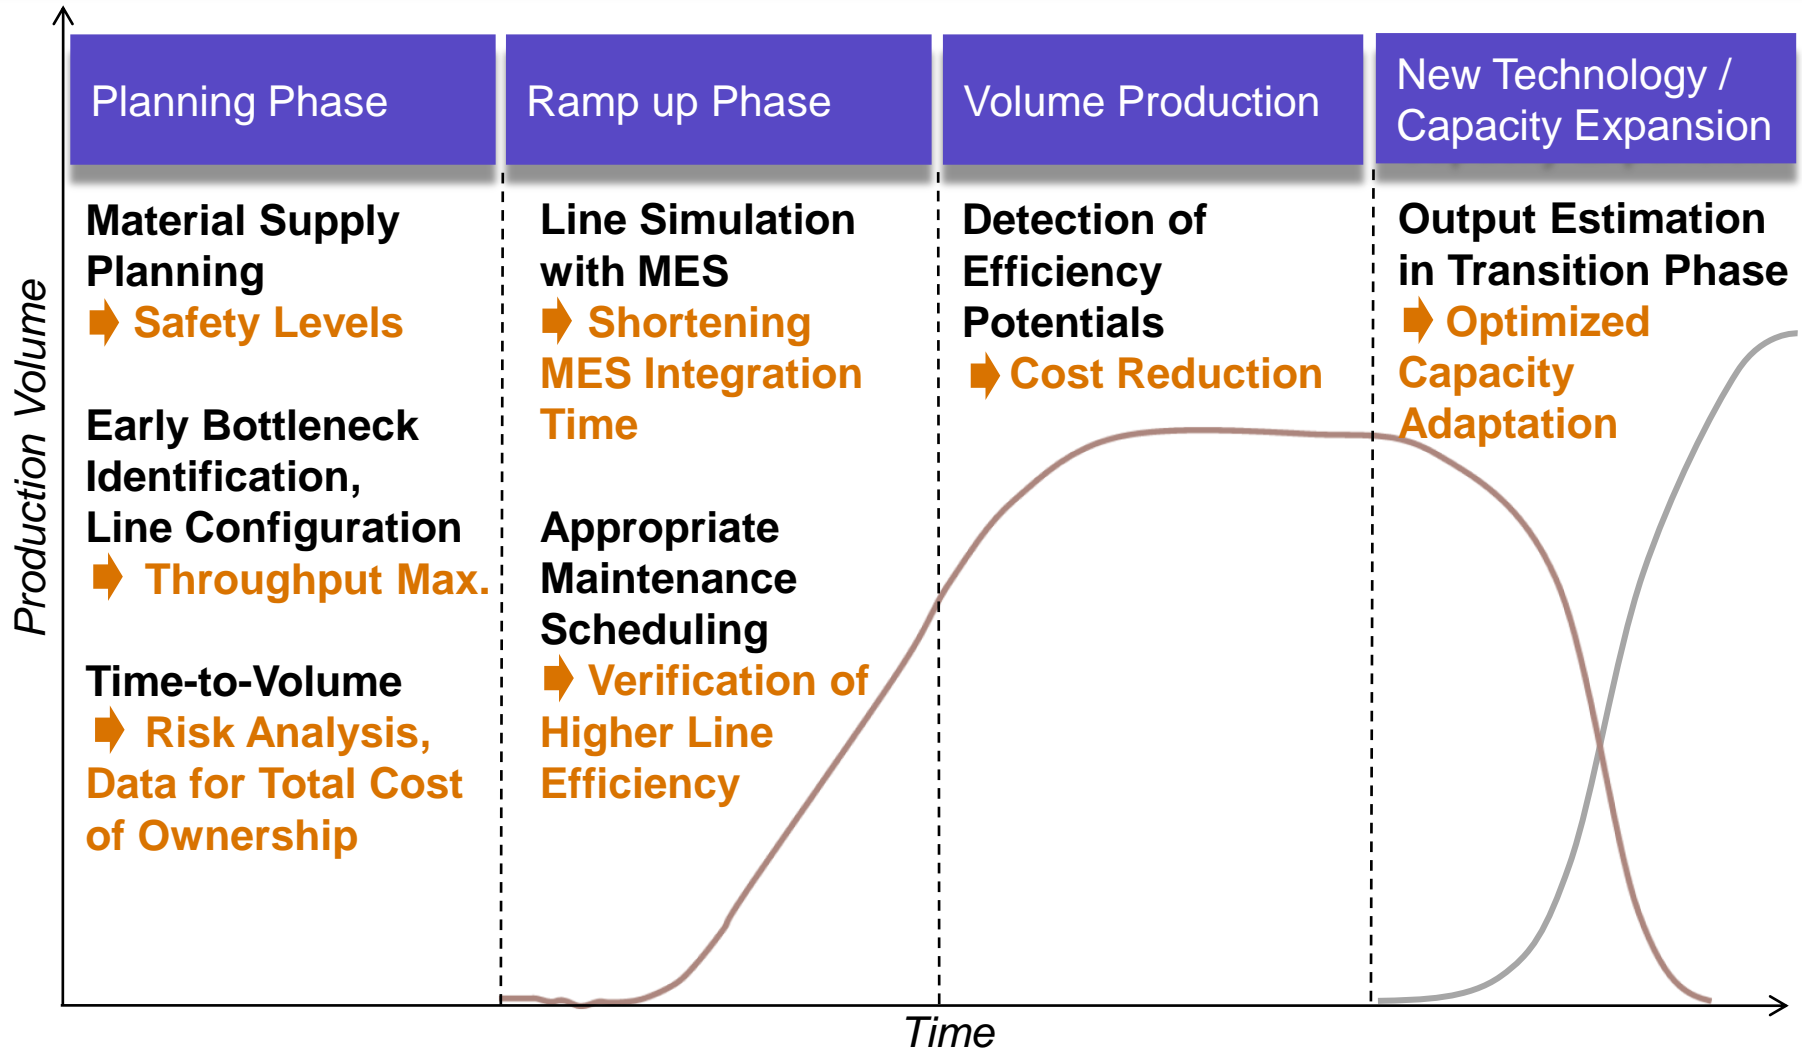 Production Volume
Planning Phase
Material Supply
Planning
Safety Levels
Early Bottleneck
Identification,
Line Configuration
Throughput Max.
Time-to-Volume
Risk Analysis,
Data for Total Cost
of Ownership
Ramp up Phase
Line Simulation
with MES
Shortening
MES Integration
Time
Appropriate
Maintenance
Scheduling
Verification of
Higher Line
Efficiency
Volume Production
Detection of
Efficiency
Potentials
Cost Reduction
New Technology /
Capacity Expansion
Output Estimation
in Transition Phase
Optimized
Capacity
Adaptation
Time